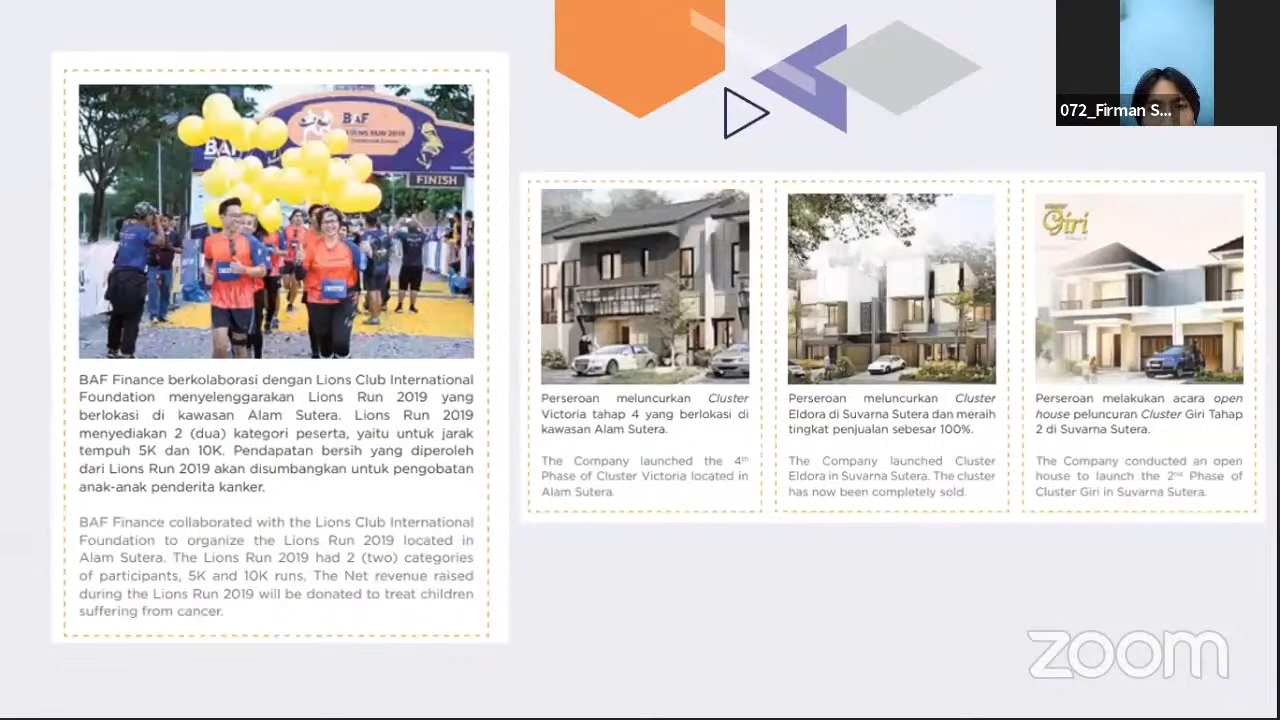 BAF
LIONS RUN 2019
FINISH
BAF Finance berkolaborasi dengan Lions Club International
Foundation menyelenggarakan Lions Run 2019 yang
berlokasi di kawasan Alam Sutera. Lions Run 2019
menyediakan 2 (dua) kategori peserta, yaitu untuk jarak
tempuh 5K dan 10K. Pendapatan bersih yang diperoleh
dari Lions Run 2019 akan disumbangkan untuk pengobatan
anak-anak penderita kanker.
BAF Finance collaborated with the Lions Club International
Foundation to organize the Lions Run 2019 located in
Alam Sutera. The Lions Run 2019 had 2 (two) categories
of participants, 5K and 10K runs. The Net revenue raised
during the Lions Run 2019 will be donated to treat children
suffering from cancer.
Perseroan meluncurkan Cluster
Victoria tahap 4 yang berlokasi di
kawasan Alam Sutera.
The Company launched the 4th
Phase of Cluster Victoria located in
Alam Sutera.
Perseroan meluncurkan Cluster
Eldora di Suvarna Sutera dan meraih
tingkat penjualan sebesar 100%.
The Company launched Cluster
Eldora in Suvarna Sutera. The cluster
has now been completely sold.
Giri
Perseroan melakukan acara open
house peluncuran Cluster Giri Tahap
2 di Suvarna Sutera.
The Company conducted an open
house to launch the 2nd Phase of
Cluster Giri in Suvarna Sutera.
072_Firman S...
zoom